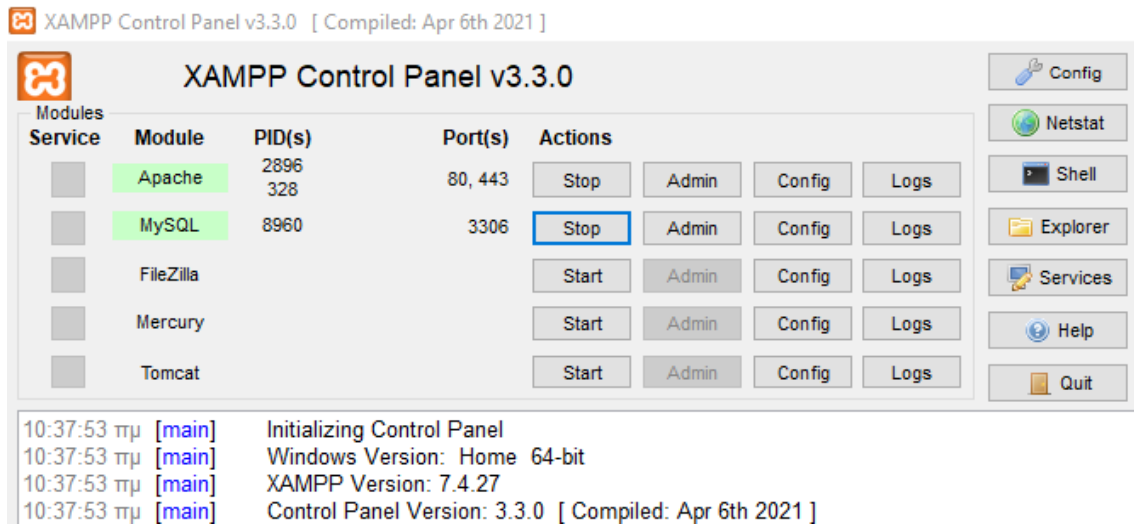 XAMPP Control Panel v3.3.0 [ Compiled: Apr 6th 2021 ]
XAMPP Control Panel v3.3.0
Config
Modules
Service Module PID(s) Port(s) Actions
Netstat
Apache 2896 328 80, 443 Stop Admin Config Logs
Shell
MySQL 8960 3306 Stop Admin Config Logs
Explorer
FileZilla Start Admin Config Logs
Services
Mercury Start Admin Config Logs
Help
Tomcat Start Admin Config Logs
Quit
10:37:53 πμ [main] Initializing Control Panel
10:37:53 πμ [main] Windows Version: Home 64-bit
10:37:53 πμ [main] XAMPP Version: 7.4.27
10:37:53 πμ [main] Control Panel Version: 3.3.0 [ Compiled: Apr 6th 2021 ]